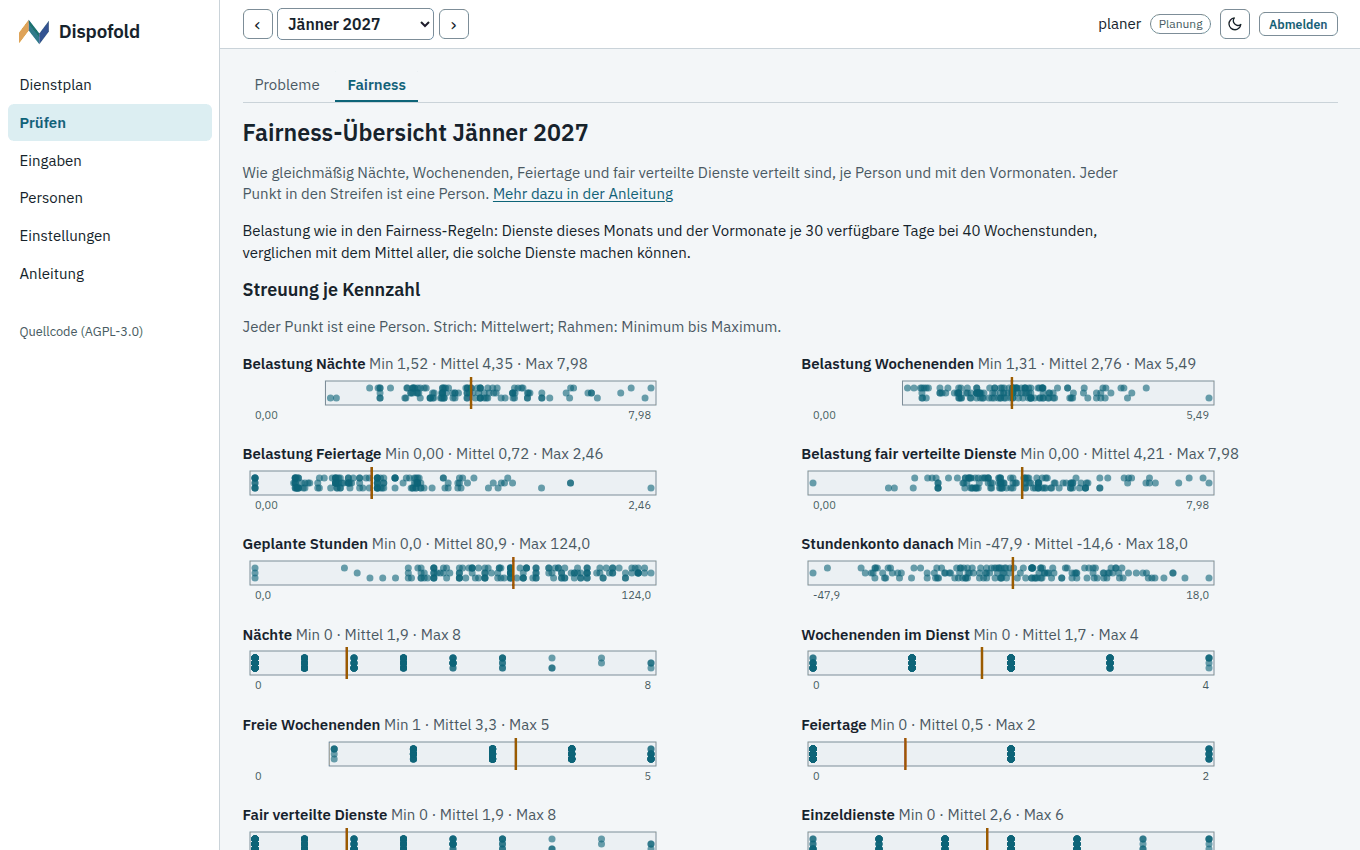 Dispofold
Dienstplan
Prüfen
Eingaben
Personen
Einstellungen
Anleitung
Quellcode (AGPL-3.0)
‹ Jänner 2027 ›
planer Planung Abmelden
Probleme Fairness
Fairness-Übersicht Jänner 2027
Wie gleichmäßig Nächte, Wochenenden, Feiertage und fair verteilte Dienste verteilt sind, je Person und mit den Vormonaten. Jeder
Punkt in den Streifen ist eine Person. Mehr dazu in der Anleitung
Belastung wie in den Fairness-Regeln: Dienste dieses Monats und der Vormonate je 30 verfügbare Tage bei 40 Wochenstunden,
verglichen mit dem Mittel aller, die solche Dienste machen können.
Streuung je Kennzahl
Jeder Punkt ist eine Person. Strich: Mittelwert; Rahmen: Minimum bis Maximum.
Belastung Nächte Min 1,52 · Mittel 4,35 · Max 7,98
0,00 7,98
Belastung Wochenenden Min 1,31 · Mittel 2,76 · Max 5,49
0,00 5,49
Belastung Feiertage Min 0,00 · Mittel 0,72 · Max 2,46
0,00 2,46
Belastung fair verteilte Dienste Min 0,00 · Mittel 4,21 · Max 7,98
0,00 7,98
Geplante Stunden Min 0,0 · Mittel 80,9 · Max 124,0
0,0 124,0
Stundenkonto danach Min -47,9 · Mittel -14,6 · Max 18,0
-47,9 18,0
Nächte Min 0 · Mittel 1,9 · Max 8
0 8
Wochenenden im Dienst Min 0 · Mittel 1,7 · Max 4
0 4
Freie Wochenenden Min 1 · Mittel 3,3 · Max 5
0 5
Feiertage Min 0 · Mittel 0,5 · Max 2
0 2
Fair verteilte Dienste Min 0 · Mittel 1,9 · Max 8
Einzeldienste Min 0 · Mittel 2,6 · Max 6